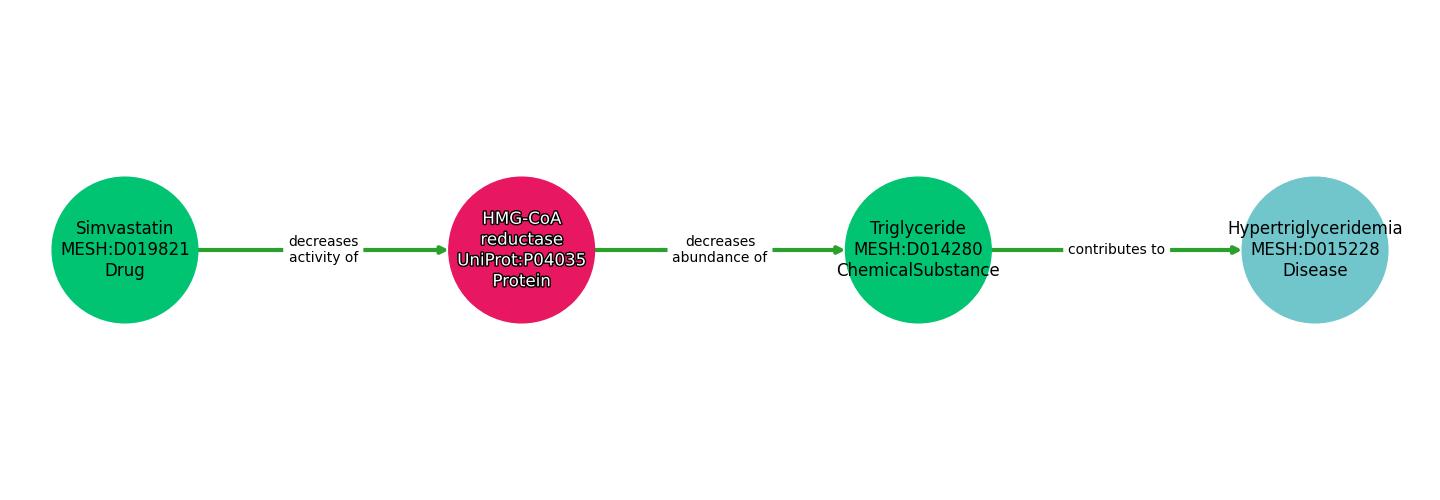 Simvastatin
MESH:D019821
Drug
decreases
activity of
HMG-CoA
reductase
UniProt:P04035
Protein
decreases
abundance of
Triglyceride
MESH:D014280
ChemicalSubstance
contributes to
Hypertriglyceridemia
MESH:D015228
Disease